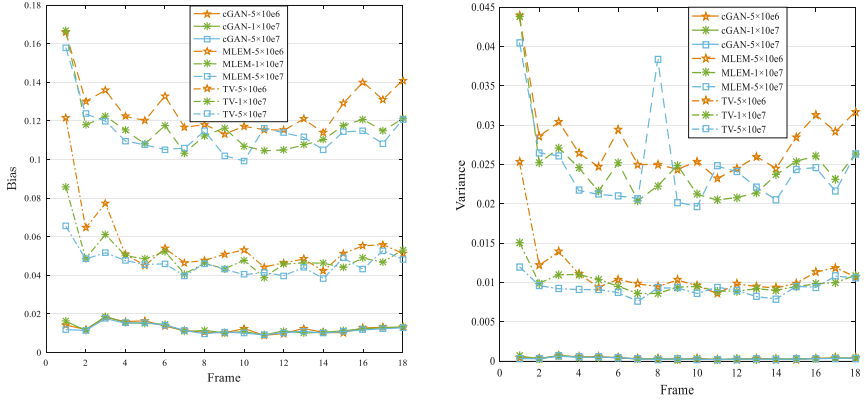 0.18
0.16
0.14
0.12
0.1
0.08
0.06
0.04
0.02
0
Bias
0 2 4 6 8 10 12 14 16 18
Frame
cGAN-5×10e6
cGAN-1×10e7
cGAN-5×10e7
MLEM-5×10e6
MLEM-1×10e7
MLEM-5×10e7
TV-5×10e6
TV-1×10e7
TV-5×10e7
0.045
0.04
0.035
0.03
0.025
0.02
0.015
0.01
0.005
0
Variance
0 2 4 6 8 10 12 14 16 18
Frame
cGAN-5×10e6
cGAN-1×10e7
cGAN-5×10e7
MLEM-5×10e6
MLEM-1×10e7
MLEM-5×10e7
TV-5×10e6
TV-1×10e7
TV-5×10e7